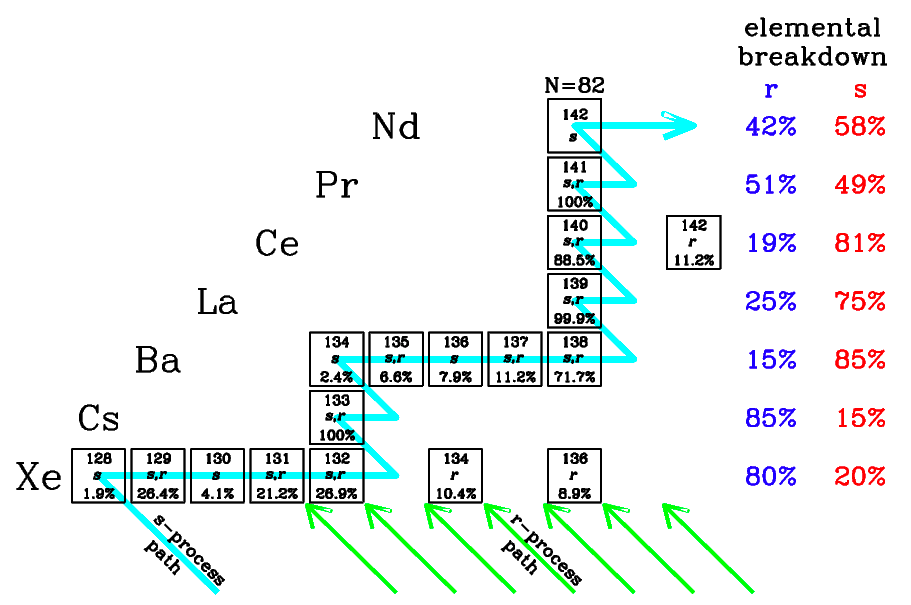 elemental
breakdown
N=82
r s
142
s
Nd
42% 58%
141
s,r
100%
Pr
51% 49%
140
s,r
88.5%
142
r
11.2%
Ce
19% 81%
139
s,r
99.9%
La
25% 75%
134 135 136 137 138
s s,r s s,r s,r
2.4% 6.6% 7.9% 11.2% 71.7%
Ba
15% 85%
133
s,r
100%
Cs
85% 15%
Xe
128 129 130 131 132 134 136
s s,r s s,r s,r r r
1.9% 26.4% 4.1% 21.2% 26.9% 10.4% 8.9%
80% 20%
s-process
path
r-process
path